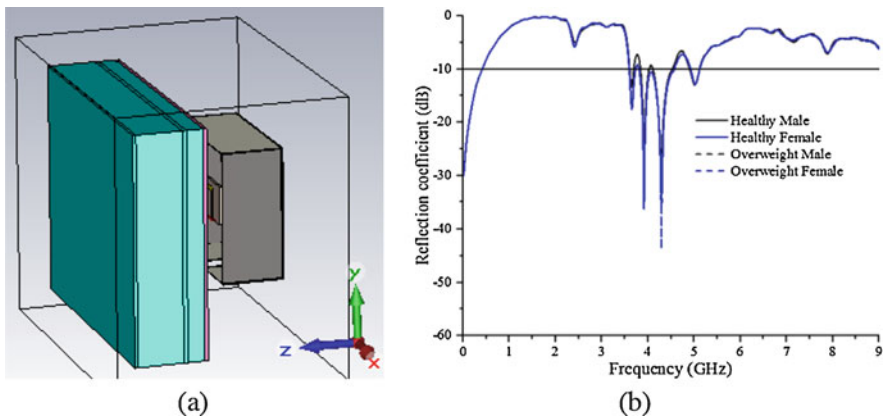 y
z
x
(a)
0
-10
-20
-30
-40
-50
-60
Reflection coefficient (dB)
Healthy Male
Healthy Female
Overweight Male
Overweight Female
0 1 2 3 4 5 6 7 8 9
Frequency (GHz)
(b)